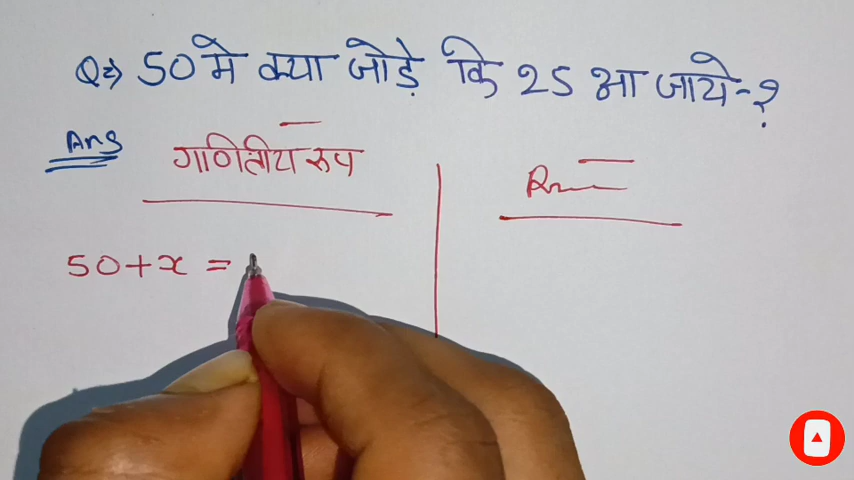 Q⇒ 50 मे क्या जोड़े कि 25 आ जाये-?
Ans
गणितीय रूप
50+x =